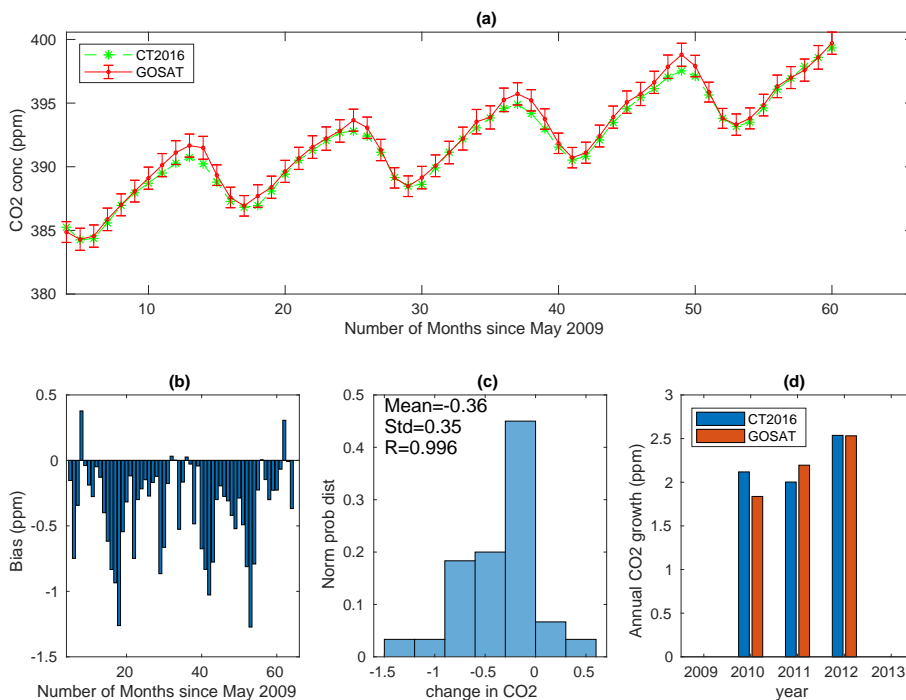 (a)
CO2 conc (ppm)
400
395
390
385
380
CT2016
GOSAT
10
20
30
40
50
60
Number of Months since May 2009
(b)
Bias (ppm)
0.5
0
-0.5
-1
-1.5
20
40
60
Number of Months since May 2009
(c)
Norm prob dist
0.5
0.4
0.3
0.2
0.1
0
Mean=-0.36
Std=0.35
R=0.996
-1.5
-1
-0.5
0
0.5
change in CO2
(d)
Annual CO2 growth (ppm)
3
2.5
2
1.5
1
0.5
0
CT2016
GOSAT
2009
2010
2011
2012
2013
year